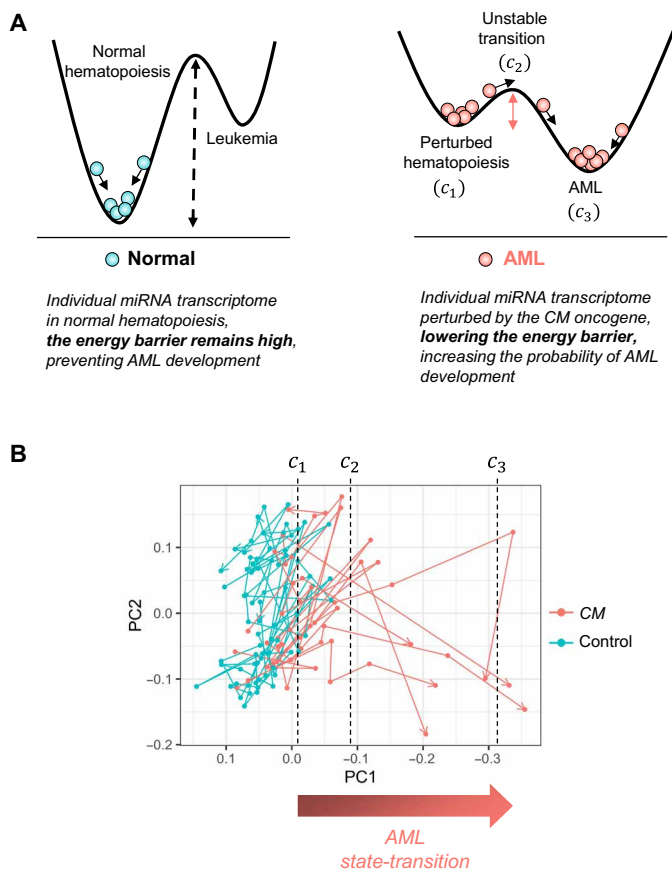 A
Normal
hematopoiesis
Leukemia
Normal
Individual miRNA transcriptome
in normal hematopoiesis,
the energy barrier remains high,
preventing AML development
Unstable
transition
(c₂)
Perturbed
hematopoiesis
(c₁)
AML
(c₃)
AML
Individual miRNA transcriptome
perturbed by the CM oncogene,
lowering the energy barrier,
increasing the probability of AML
development
B
c₁ c₂ c₃
PC2
0.1
0.0
−0.1
−0.2
0.1 0.0 −0.1 −0.2 −0.3
PC1
CM
Control
AML
state-transition